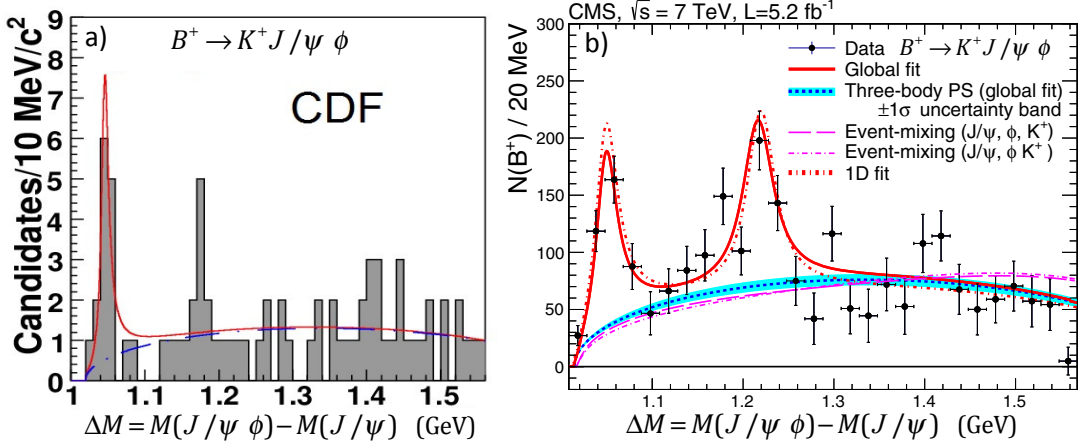 a)
B⁺ → K⁺ J/ψ ϕ
CDF
Candidates/10 MeV/c²
9
8
7
6
5
4
3
2
1
0
1 1.1 1.2 1.3 1.4 1.5
ΔM = M(J/ψ ϕ) − M(J/ψ) (GeV)
CMS, √s = 7 TeV, L=5.2 fb⁻¹
b)
Data B⁺ → K⁺ J/ψ ϕ
Global fit
Three-body PS (global fit)
±1σ uncertainty band
Event-mixing (J/ψ, ϕ, K⁺)
Event-mixing (J/ψ, ϕ K⁺)
1D fit
N(B⁺) / 20 MeV
300
250
200
150
100
50
0
1.1 1.2 1.3 1.4 1.5
ΔM = M(J/ψ ϕ) − M(J/ψ) (GeV)